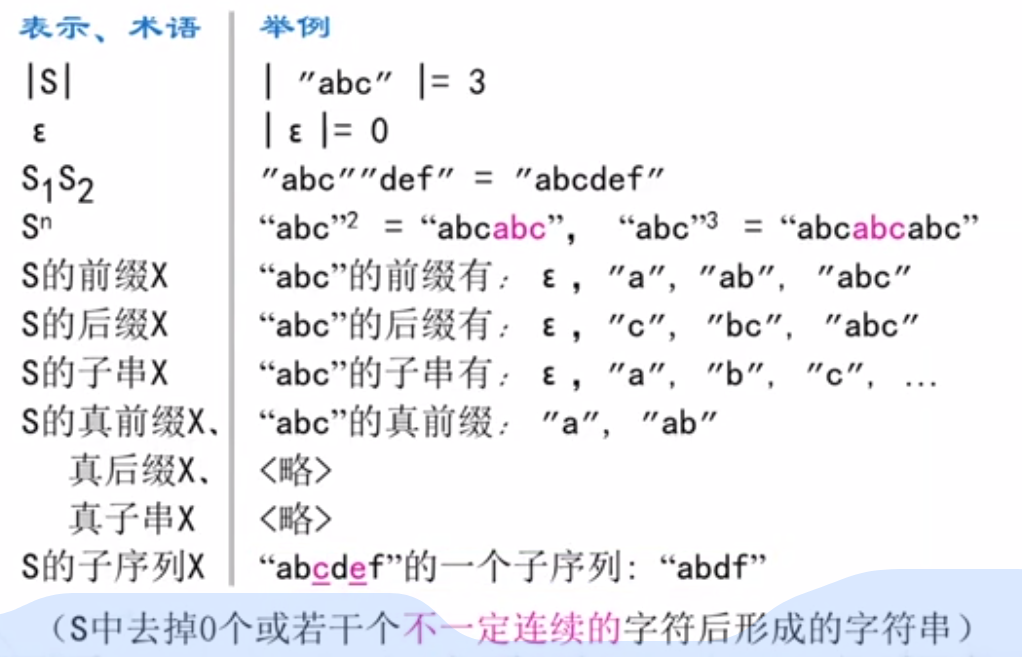 表示、术语 举例
|S| | "abc" |= 3
ε | ε |= 0
S₁S₂ "abc""def" = "abcdef"
Sⁿ “abc”² = “abcabc”, “abc”³ = “abcabcabc”
S的前缀X “abc”的前缀有: ε, "a", "ab", "abc"
S的后缀X “abc”的后缀有: ε, "c", "bc", "abc"
S的子串X “abc”的子串有: ε, "a", "b", "c", ...
S的真前缀X、 “abc”的真前缀: "a", "ab"
真后缀X、 <略>
真子串X <略>
S的子序列X “abcdef”的一个子序列: “abdf”
(S中去掉0个或若干个不一定连续的字符后形成的字符串)